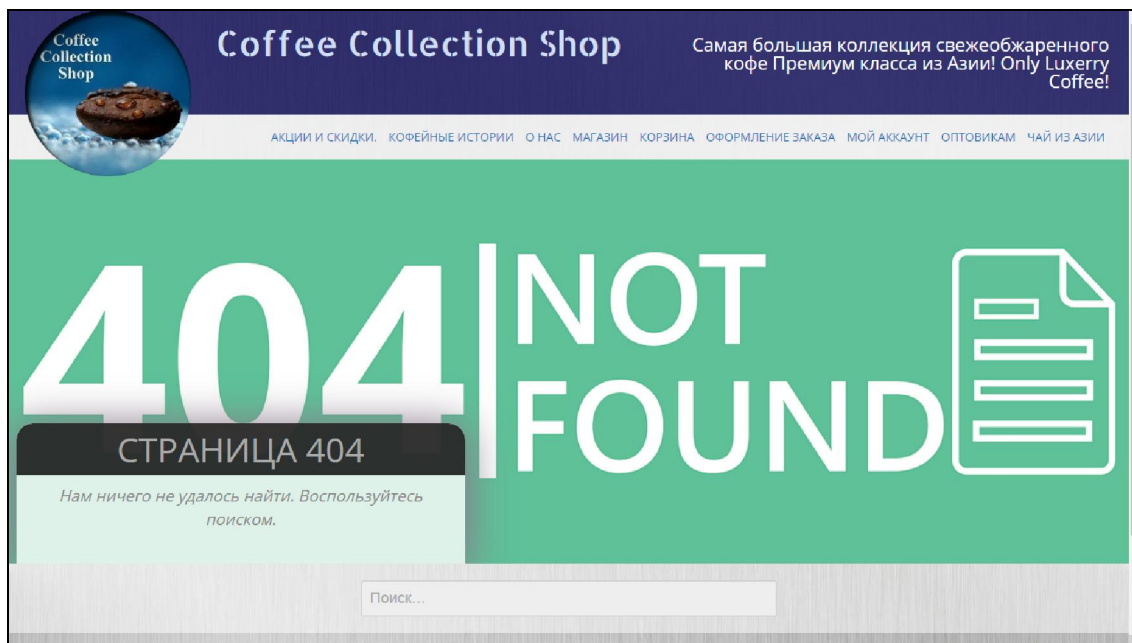 Coffee
Collection
Shop
Coffee Collection Shop
Самая большая коллекция свежеобжаренного
кофе Премиум класса из Азии! Only Luxerry
Coffee!
АКЦИИ И СКИДКИ. КОФЕЙНЫЕ ИСТОРИИ О НАС МАГАЗИН КОРЗИНА ОФОРМЛЕНИЕ ЗАКАЗА МОЙ АККАУНТ ОПТОВИКАМ ЧАЙ ИЗ АЗИИ
404 NOT
FOUND
СТРАНИЦА 404
Нам ничего не удалось найти. Воспользуйтесь
поиском.
Поиск...